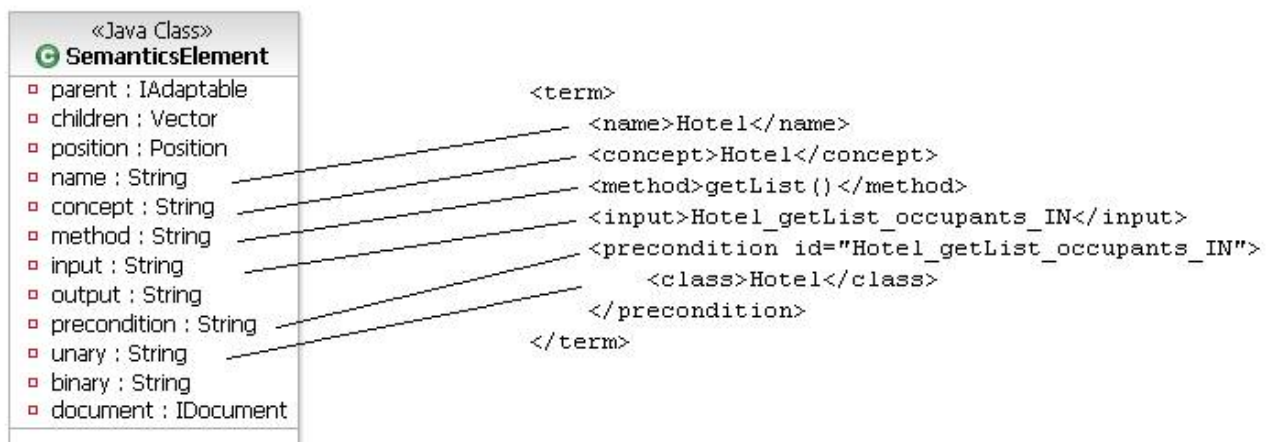 «Java Class»
C SemanticsElement
parent : IAdaptable
children : Vector
position : Position
name : String
concept : String
method : String
input : String
output : String
precondition : String
unary : String
binary : String
document : IDocument
<term>
<name>Hotel</name>
<concept>Hotel</concept>
<method>getList()</method>
<input>Hotel_getList_occupants_IN</input>
<precondition id="Hotel_getList_occupants_IN">
<class>Hotel</class>
</precondition>
</term>